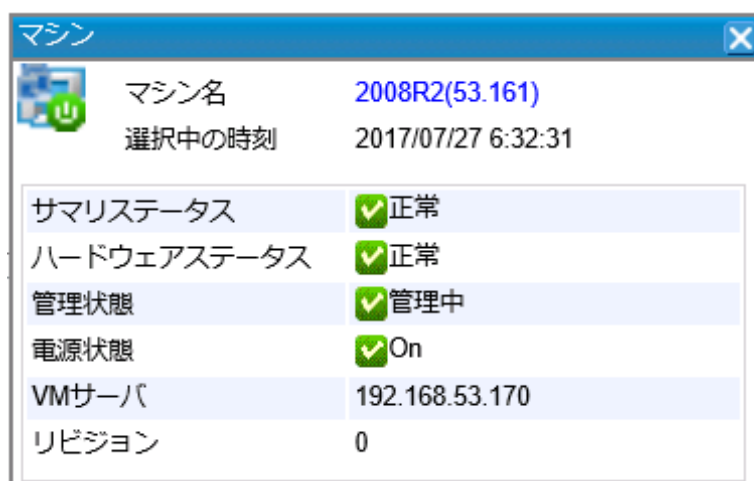 マシン
マシン名 2008R2(53.161)
選択中の時刻 2017/07/27 6:32:31
サマリステータス 正常
ハードウェアステータス 正常
管理状態 管理中
電源状態 On
VMサーバ 192.168.53.170
リビジョン 0